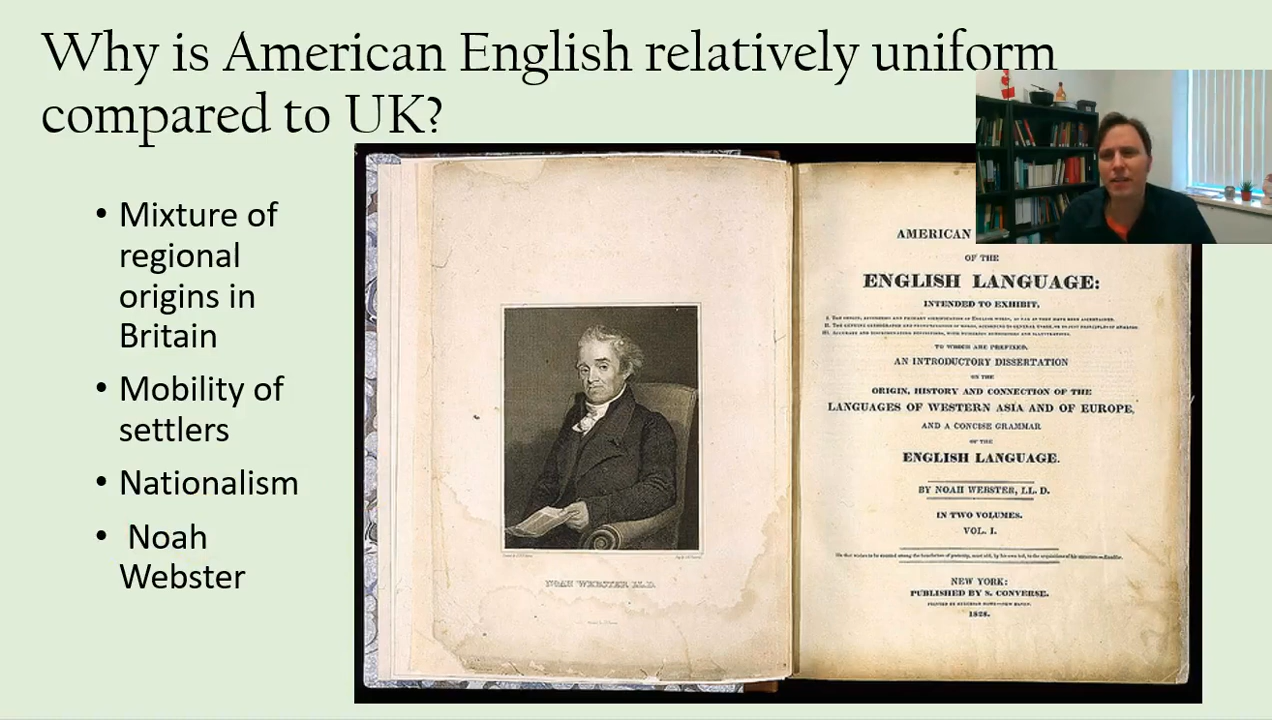 Why is American English relatively uniform
compared to UK?
• Mixture of
regional
origins in
Britain
• Mobility of
settlers
• Nationalism
• Noah
Webster
NOAH WEBSTER LL.D.
AMERICAN
OF THE
ENGLISH LANGUAGE:
INTENDED TO EXHIBIT,
TO WHICH ARE PREFIXED,
AN INTRODUCTORY DISSERTATION
ON THE
ORIGIN, HISTORY AND CONNECTION OF THE
LANGUAGES OF WESTERN ASIA AND OF EUROPE,
AND A CONCISE GRAMMAR
OF THE
ENGLISH LANGUAGE.
BY NOAH WEBSTER, LL. D.
IN TWO VOLUMES.
VOL. I.
NEW YORK:
PUBLISHED BY S. CONVERSE.
1828.